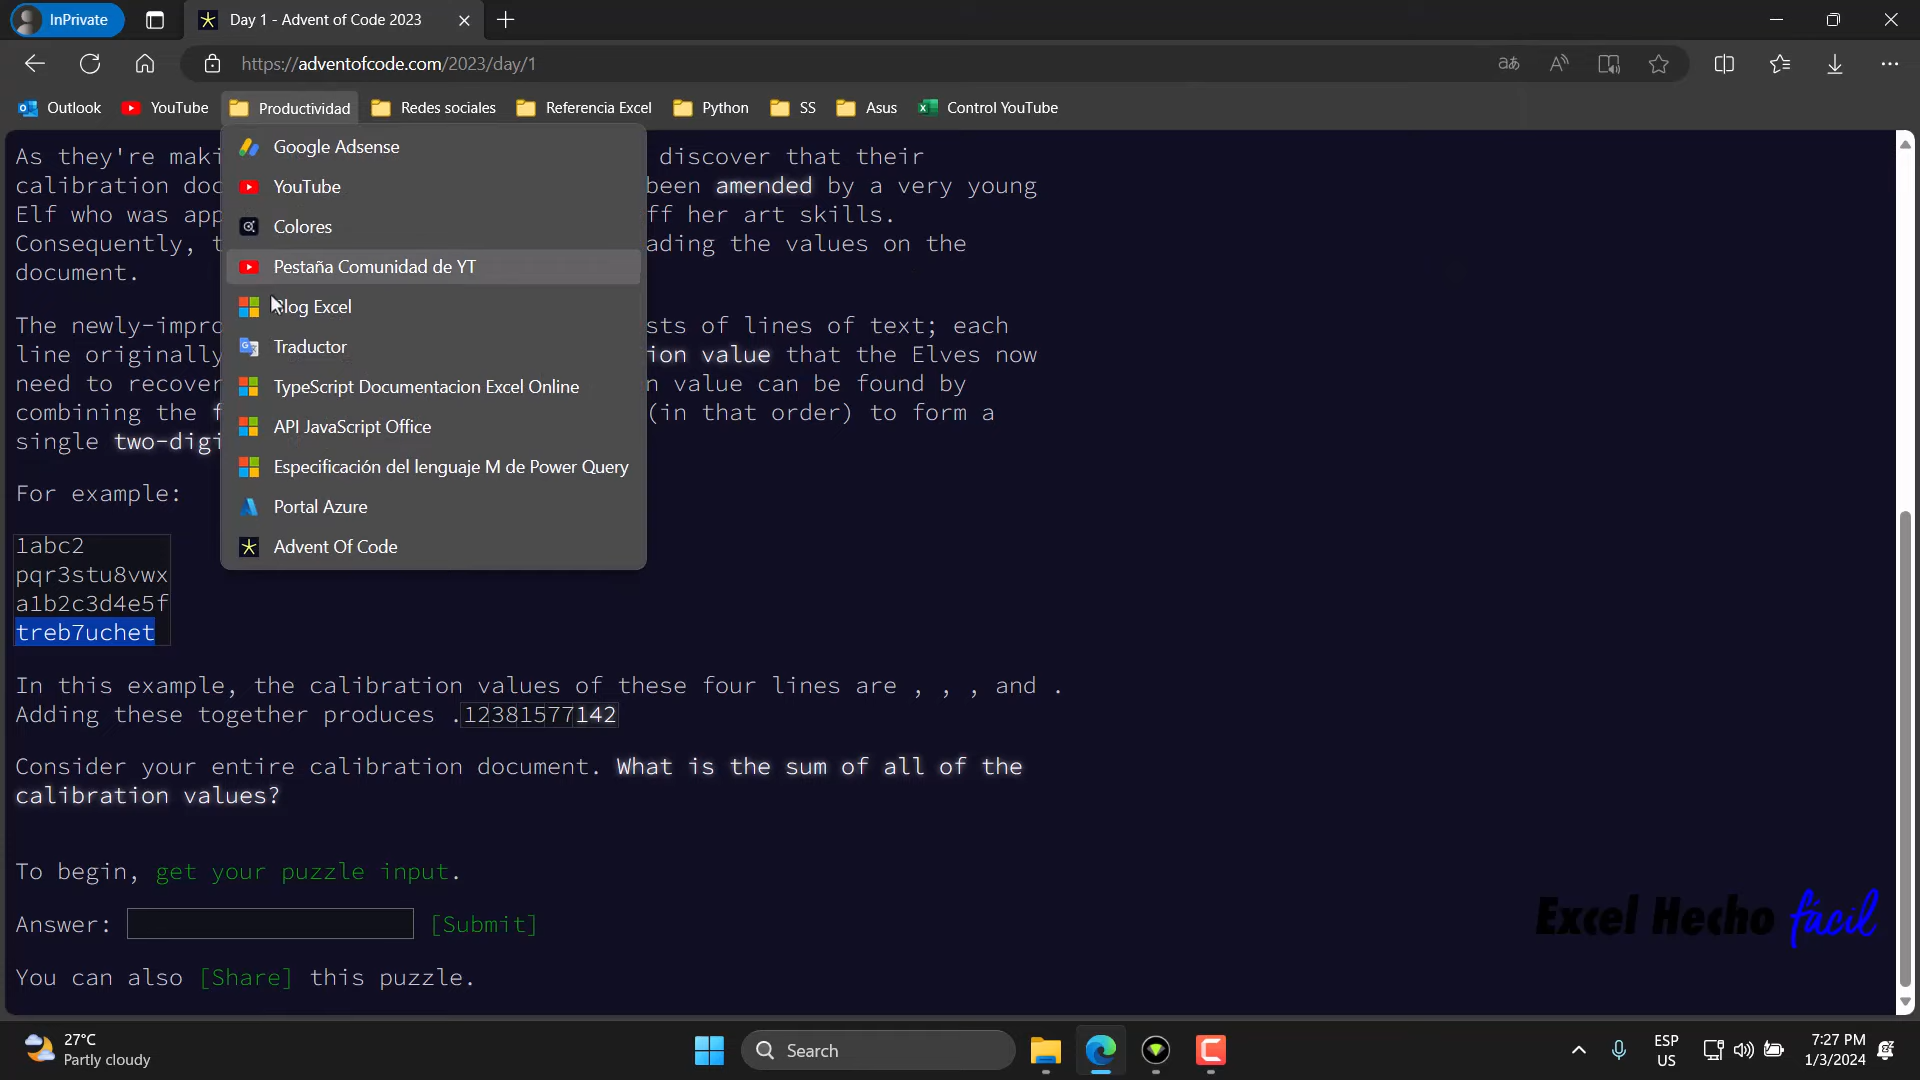 InPrivate
Day 1 - Advent of Code 2023
https://adventofcode.com/2023/day/1
Outlook
YouTube
Productividad
Redes sociales
Referencia Excel
Python
SS
Asus
Control YouTube
Google Adsense
YouTube
Colores
Pestaña Comunidad de YT
Blog Excel
Traductor
TypeScript Documentacion Excel Online
API JavaScript Office
Especificación del lenguaje M de Power Query
Portal Azure
Advent Of Code
As they're maki discover that their
calibration doc been amended by a very young
Elf who was app ff her art skills.
Consequently, t ading the values on the
document.
The newly-impro sts of lines of text; each
line originally ion value that the Elves now
need to recover n value can be found by
combining the f (in that order) to form a
single two-digi
For example:
1abc2
pqr3stu8vwx
a1b2c3d4e5f
treb7uchet
In this example, the calibration values of these four lines are , , , and .
Adding these together produces .12381577142
Consider your entire calibration document. What is the sum of all of the
calibration values?
To begin, get your puzzle input.
Answer: [Submit]
You can also [Share] this puzzle.
Excel Hecho fácil
27°C
Partly cloudy
Search
ESP
US
7:27 PM
1/3/2024